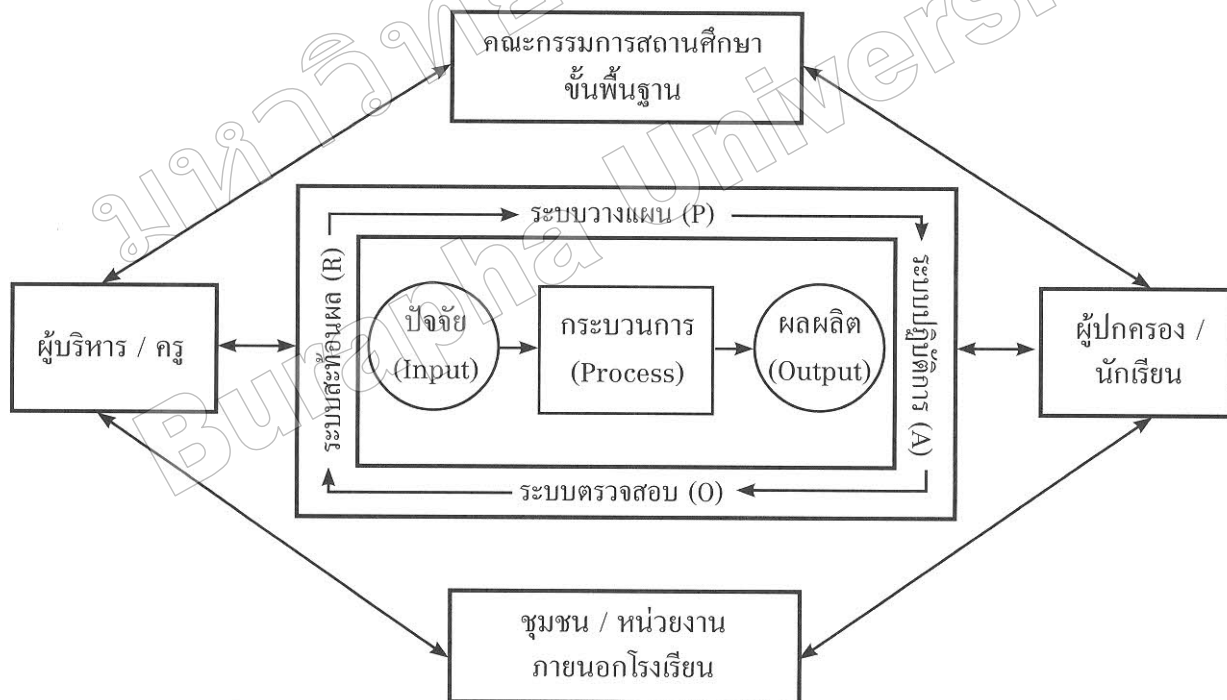 คณะกรรมการสถานศึกษา
ขั้นพื้นฐาน
ระบบวางแผน (P)
ระบบสะท้อนผล (R)
ระบบปฏิบัติการ (A)
ปัจจัย
(Input)
กระบวนการ
(Process)
ผลผลิต
(Output)
ผู้บริหาร / ครู
ผู้ปกครอง /
นักเรียน
ระบบตรวจสอบ (O)
ชุมชน / หน่วยงาน
ภายนอกโรงเรียน
Burapha Univers